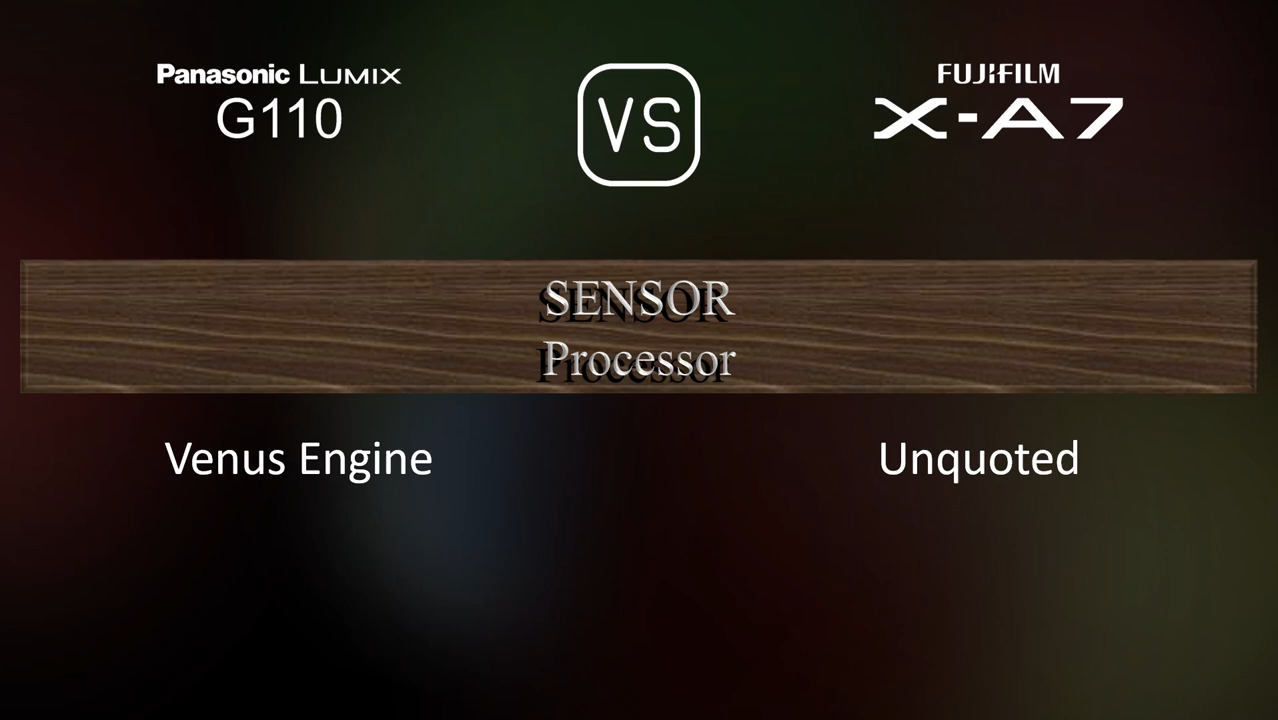 Panasonic LUMIX
G110
VS
FUJIFILM
X-A7
SENSOR
Processor
Venus Engine
Unquoted